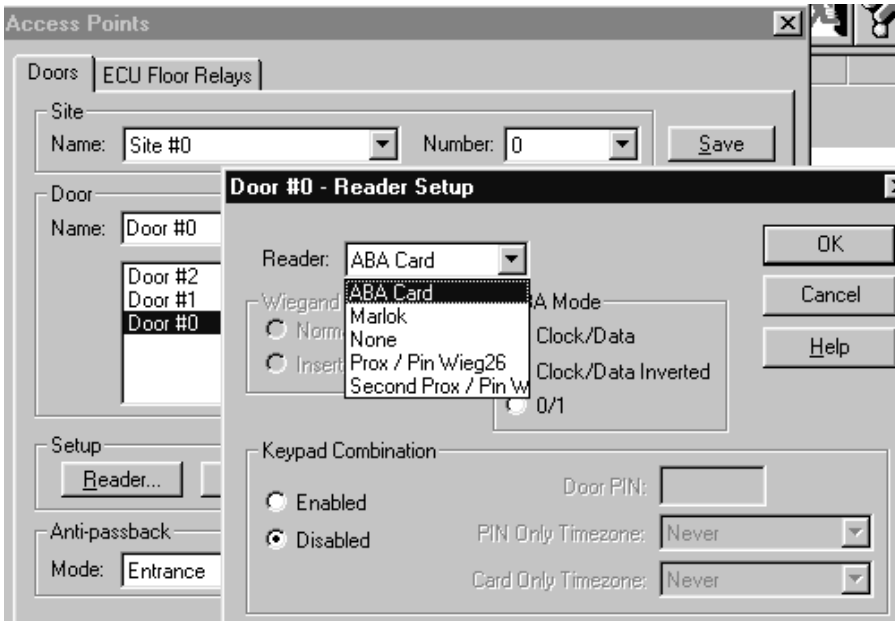 Access Points
Doors ECU Floor Relays
Site
Name: Site #0 Number: 0 Save
Door
Name: Door #0
Door #2
Door #1
Door #0
Setup
Reader...
Anti-passback
Mode: Entrance
Door #0 - Reader Setup
Reader: ABA Card
ABA Card
Marlok
None
Prox / Pin Wieg26
Second Prox / Pin W
Wiegand
Norm
Insert
A Mode
Clock/Data
Clock/Data Inverted
0/1
OK
Cancel
Help
Keypad Combination
Enabled
Disabled
Door PIN:
PIN Only Timezone: Never
Card Only Timezone: Never